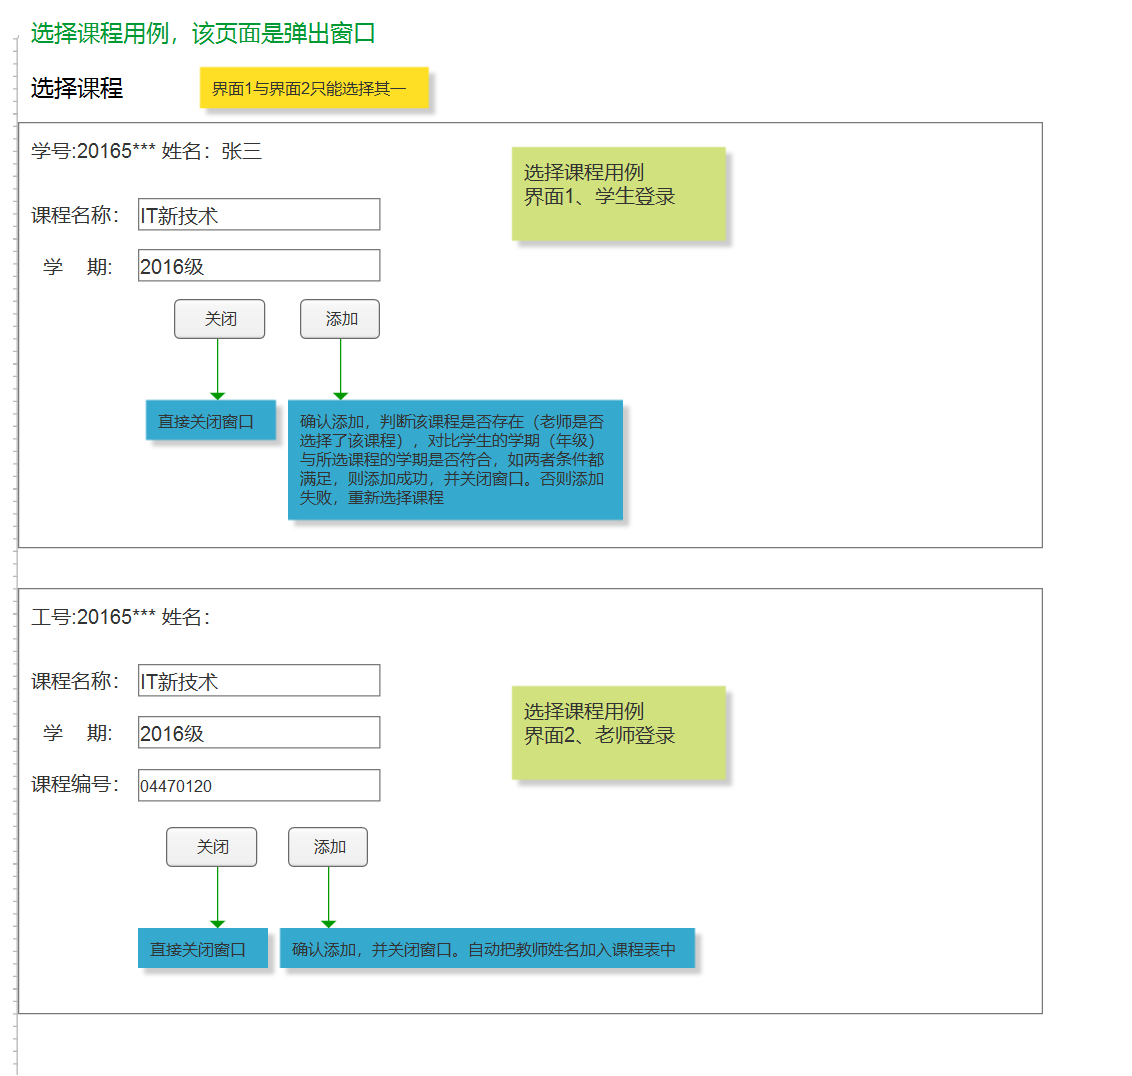 选择课程用例，该页面是弹出窗口
选择课程
界面1与界面2只能选择其一
学号:20165*** 姓名：张三
选择课程用例
界面1、学生登录
课程名称：
IT新技术
学 期:
2016级
关闭
添加
直接关闭窗口
确认添加，判断该课程是否存在（老师是否
选择了该课程），对比学生的学期（年级）
与所选课程的学期是否符合，如两者条件都
满足，则添加成功，并关闭窗口。否则添加
失败，重新选择课程
工号:20165*** 姓名：
课程名称：
IT新技术
选择课程用例
界面2、老师登录
学 期:
2016级
课程编号：
04470120
关闭
添加
直接关闭窗口
确认添加，并关闭窗口。自动把教师姓名加入课程表中